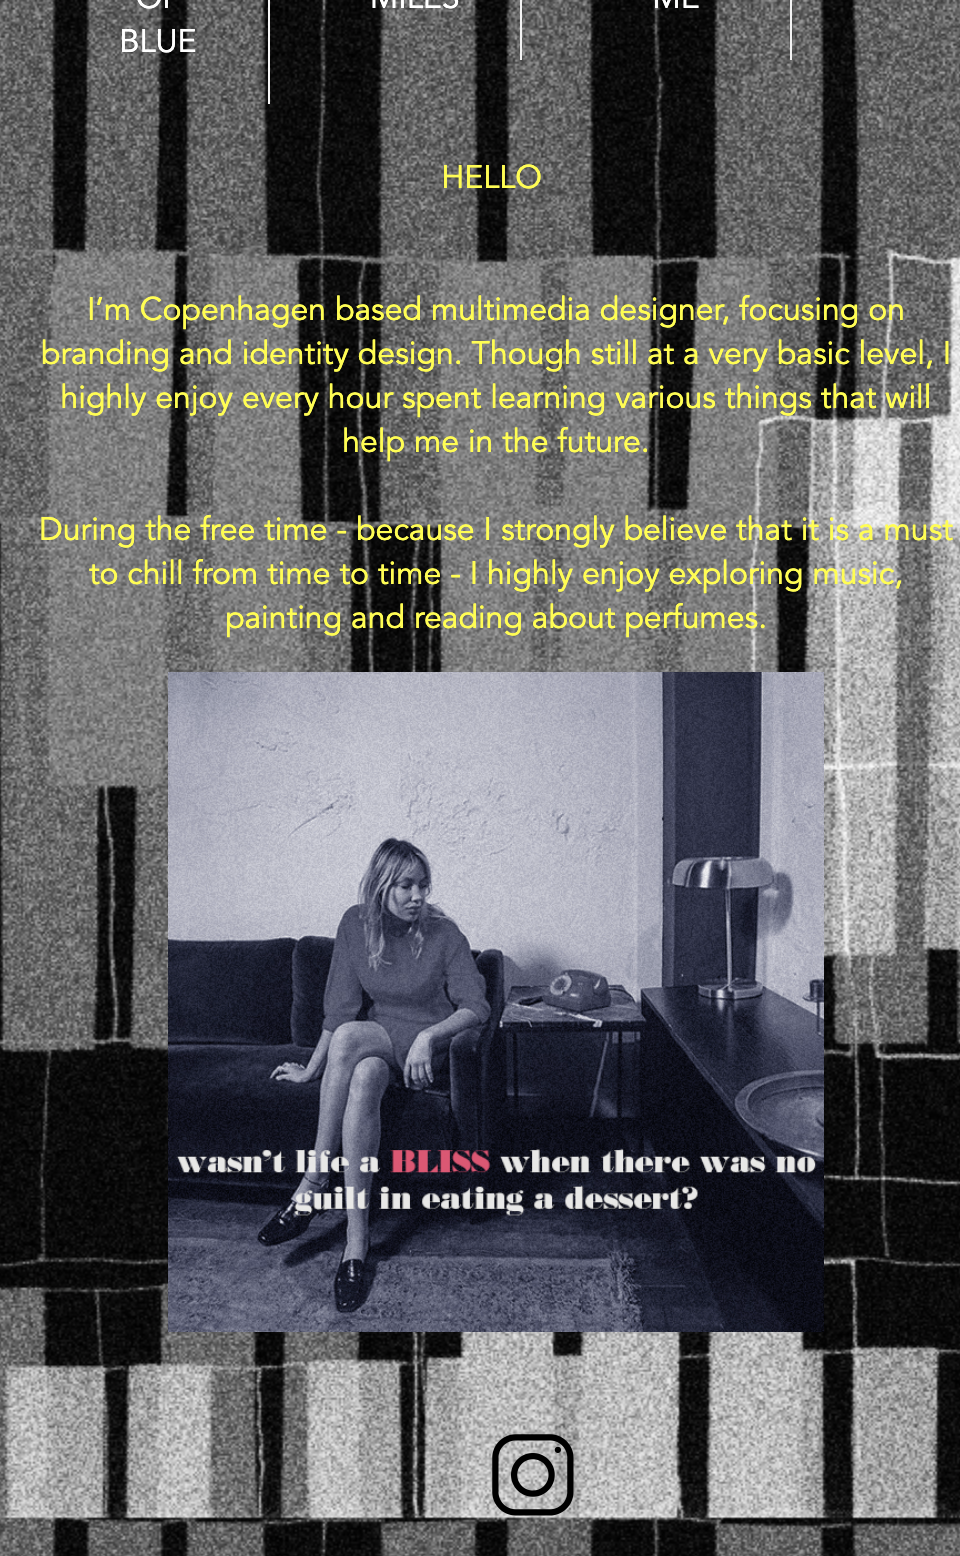 OF
MILES
ME
BLUE
HELLO
I’m Copenhagen based multimedia designer, focusing on
branding and identity design. Though still at a very basic level, I
highly enjoy every hour spent learning various things that will
help me in the future.
During the free time - because I strongly believe that it is a must
to chill from time to time - I highly enjoy exploring music,
painting and reading about perfumes.
wasn’t life a BLISS when there was no
guilt in eating a dessert?